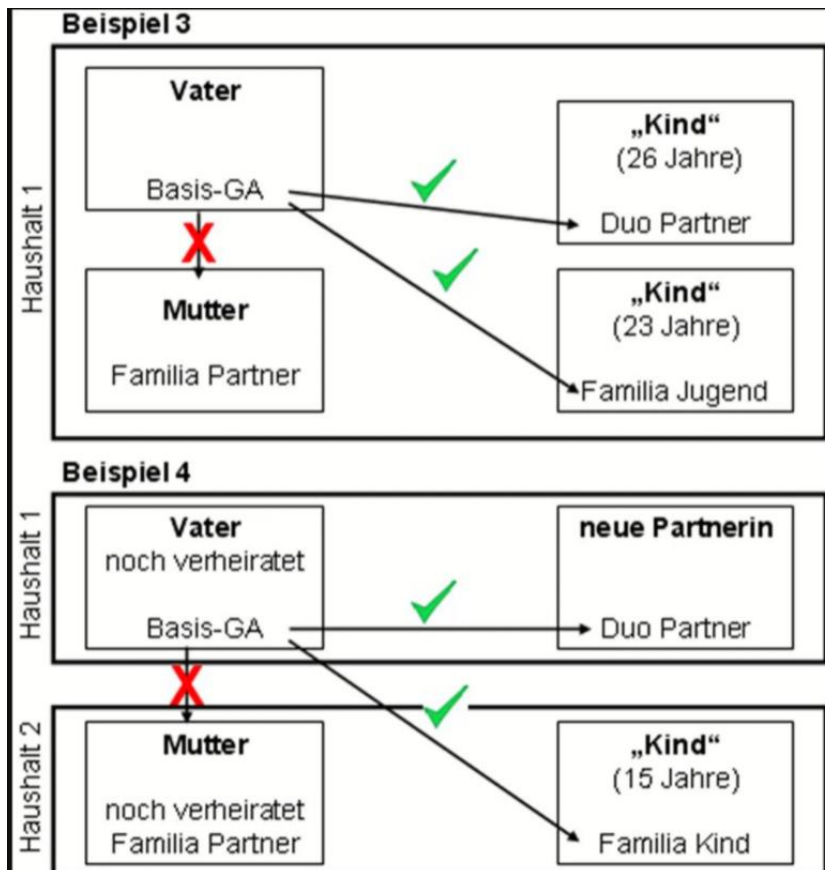 Beispiel 3
Haushalt 1
Vater
Basis-GA
„Kind“
(26 Jahre)
Duo Partner
X
Mutter
Familia Partner
„Kind“
(23 Jahre)
Familia Jugend
Beispiel 4
Haushalt 1
Vater
noch verheiratet
Basis-GA
neue Partnerin
Duo Partner
X
Haushalt 2
Mutter
noch verheiratet
Familia Partner
„Kind“
(15 Jahre)
Familia Kind